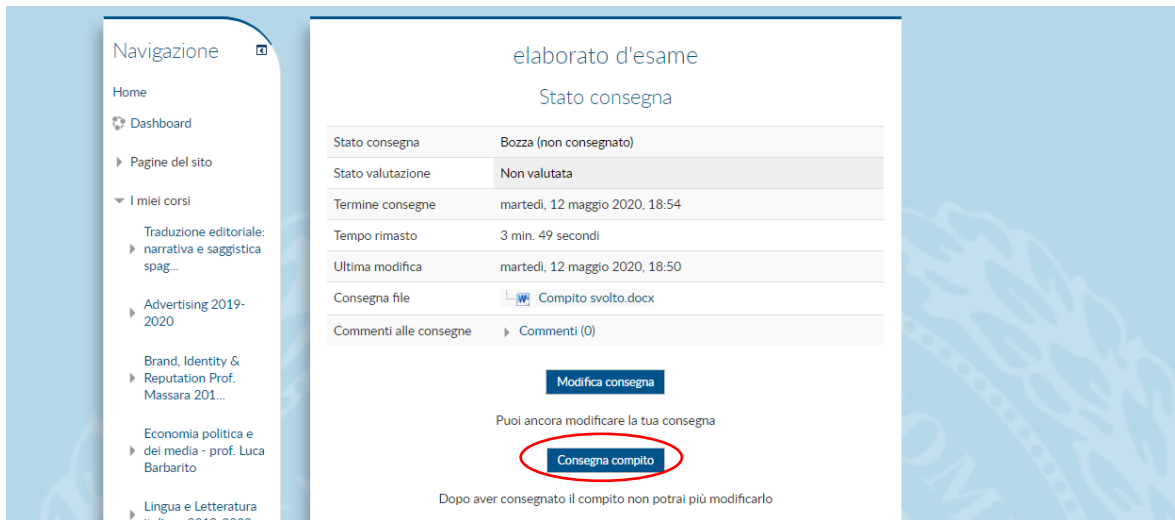 Navigazione
Home
Dashboard
Pagine del sito
I miei corsi
Traduzione editoriale:
narrativa e saggistica
spag...
Advertising 2019-
2020
Brand, Identity &
Reputation Prof.
Massara 201...
Economia politica e
dei media - prof. Luca
Barbarito
Lingua e Letteratura
elaborato d'esame
Stato consegna
Stato consegna Bozza (non consegnato)
Stato valutazione Non valutata
Termine consegne martedì, 12 maggio 2020, 18:54
Tempo rimasto 3 min. 49 secondi
Ultima modifica martedì, 12 maggio 2020, 18:50
Consegna file Compito svolto.docx
Commenti alle consegne Commenti (0)
Modifica consegna
Puoi ancora modificare la tua consegna
Consegna compito
Dopo aver consegnato il compito non potrai più modificarlo